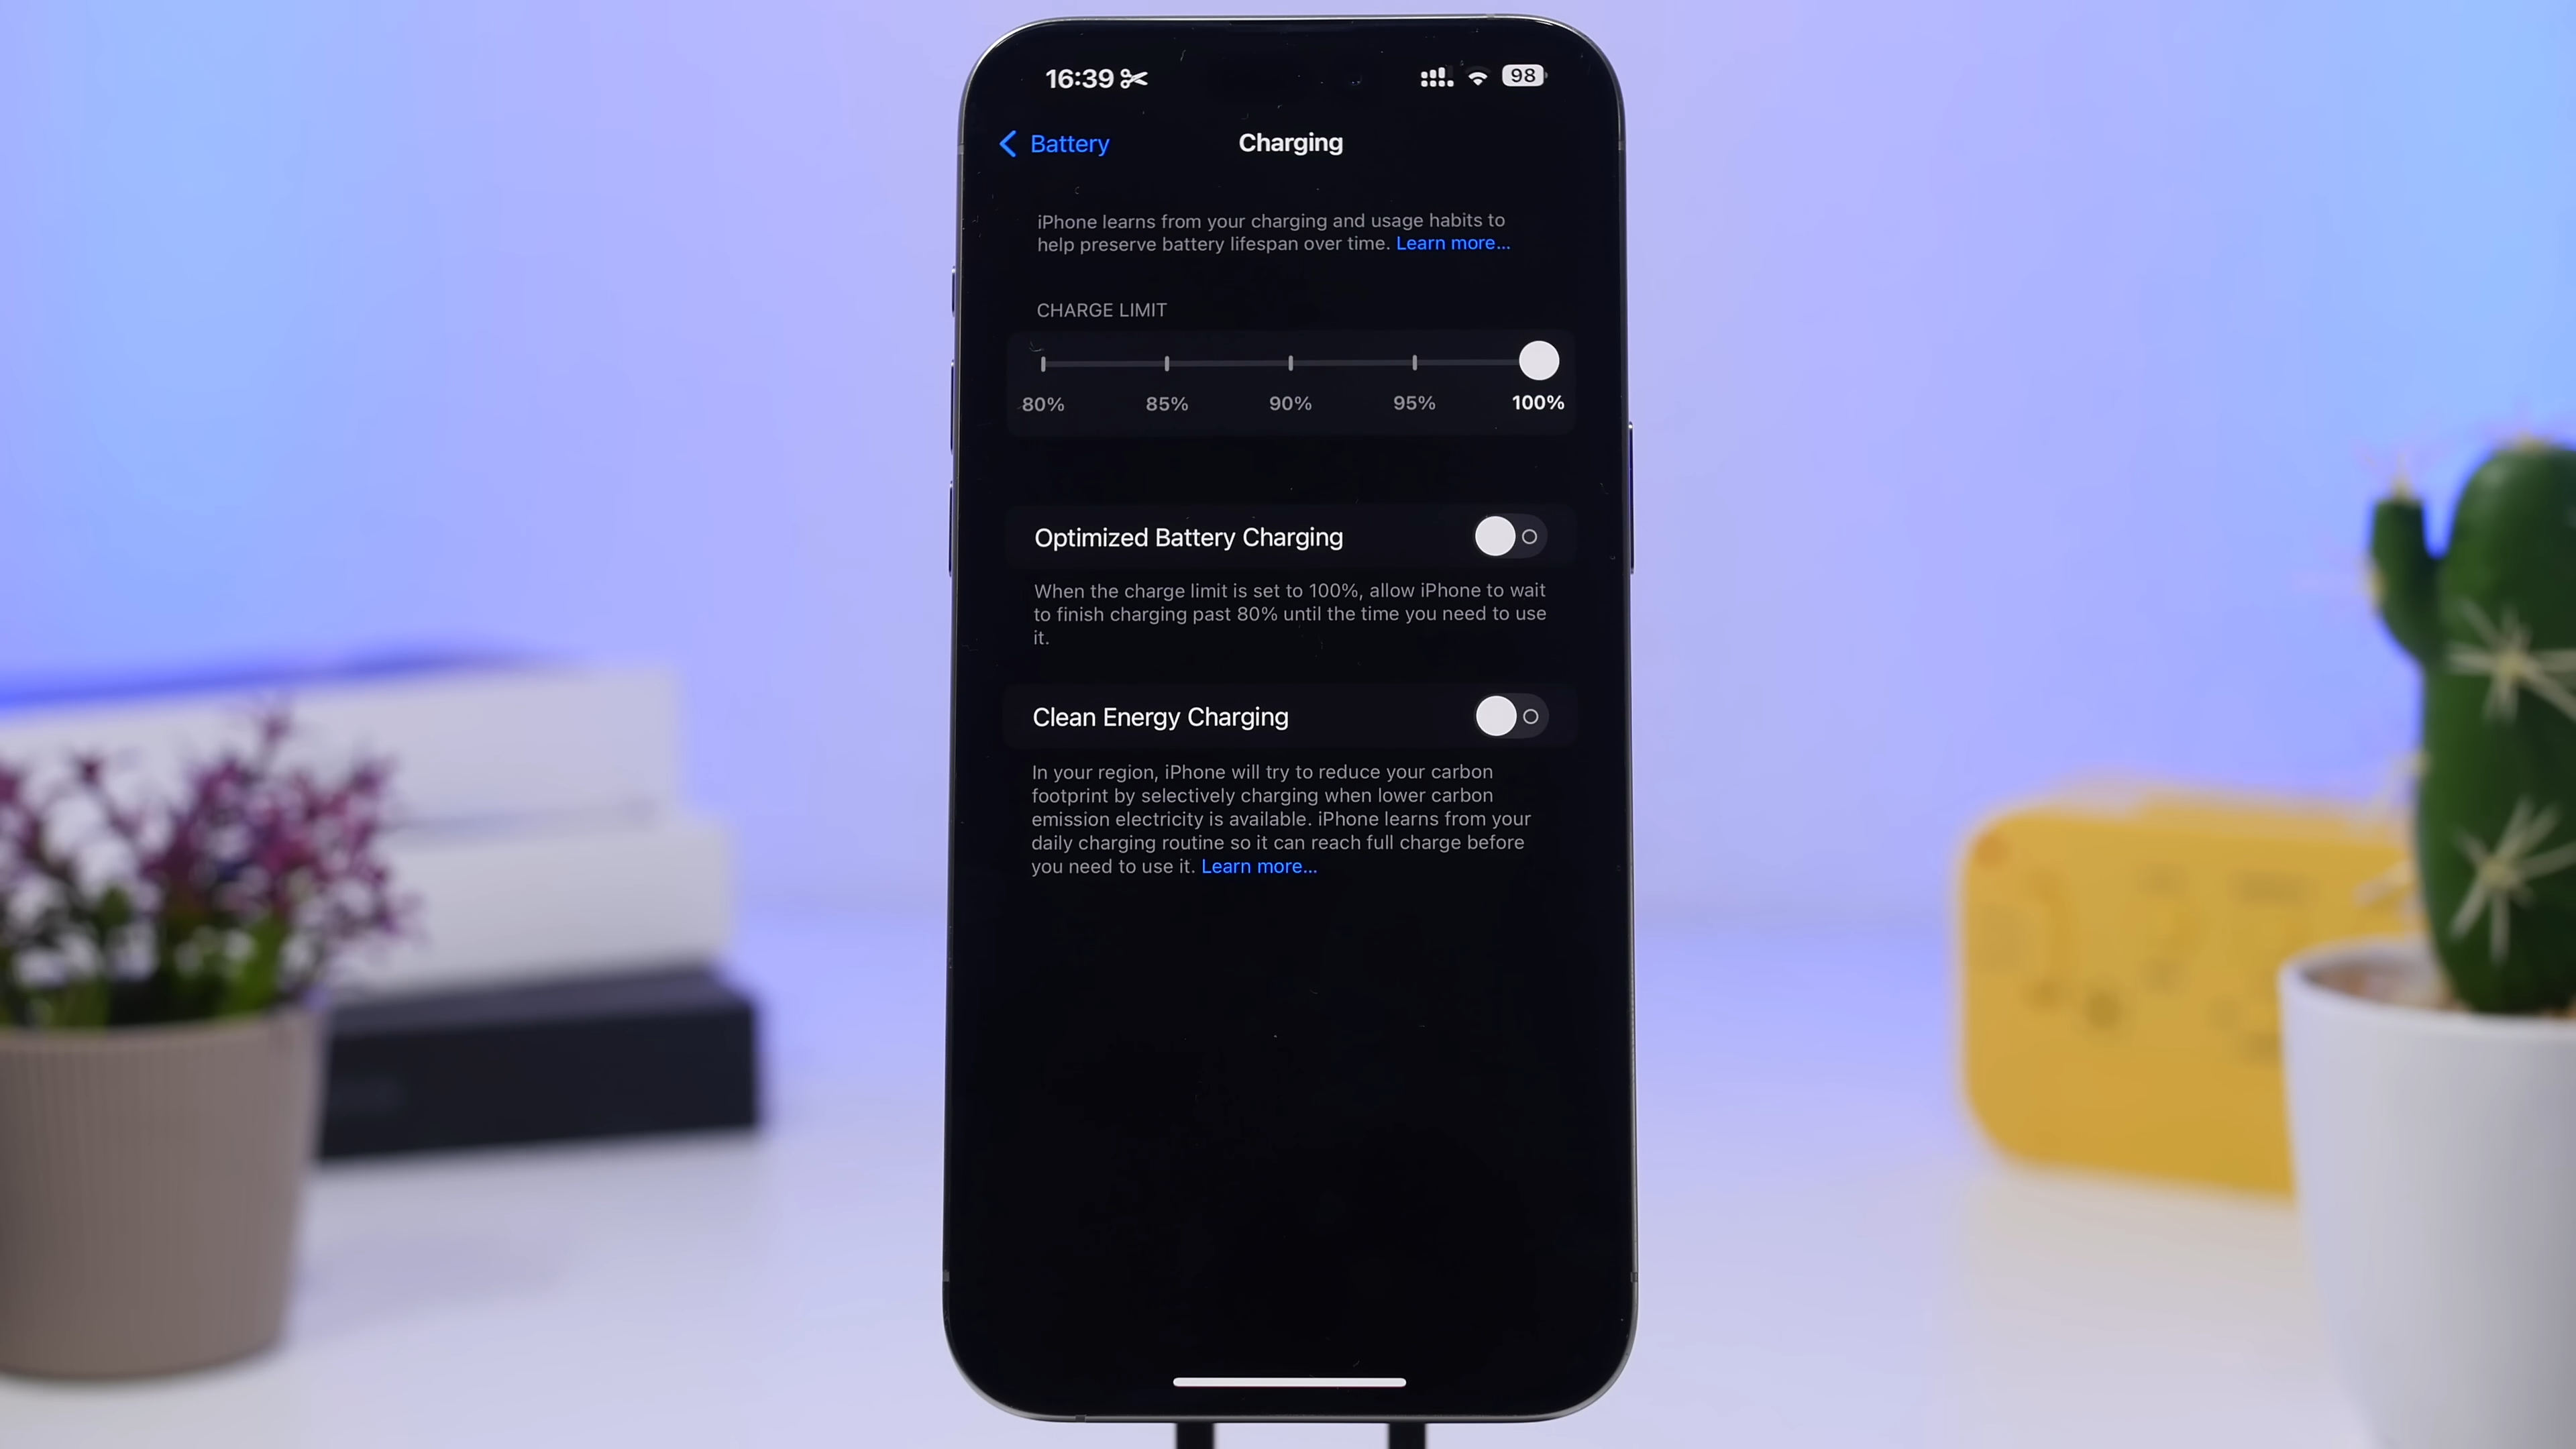 16:39
98
Battery
Charging
iPhone learns from your charging and usage habits to
help preserve battery lifespan over time. Learn more...
CHARGE LIMIT
80% 85% 90% 95% 100%
Optimized Battery Charging
When the charge limit is set to 100%, allow iPhone to wait
to finish charging past 80% until the time you need to use
it.
Clean Energy Charging
In your region, iPhone will try to reduce your carbon
footprint by selectively charging when lower carbon
emission electricity is available. iPhone learns from your
daily charging routine so it can reach full charge before
you need to use it. Learn more...